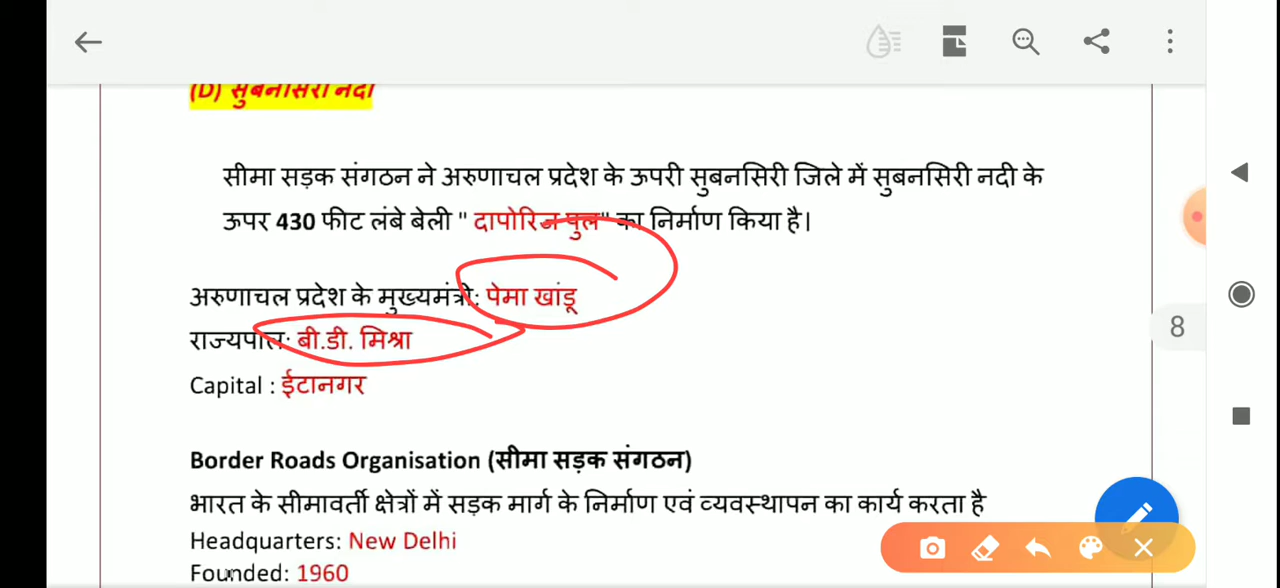 (D) सुबनसिरी नदी
सीमा सड़क संगठन ने अरुणाचल प्रदेश के ऊपरी सुबनसिरी जिले में सुबनसिरी नदी के
ऊपर 430 फीट लंबे बेली " दापोरिज पुल" का निर्माण किया है।
अरुणाचल प्रदेश के मुख्यमंत्री: पेमा खांडू
राज्यपाल: बी.डी. मिश्रा
Capital : ईटानगर
8
Border Roads Organisation (सीमा सड़क संगठन)
भारत के सीमावर्ती क्षेत्रों में सड़क मार्ग के निर्माण एवं व्यवस्थापन का कार्य करता है
Headquarters: New Delhi
Founded: 1960